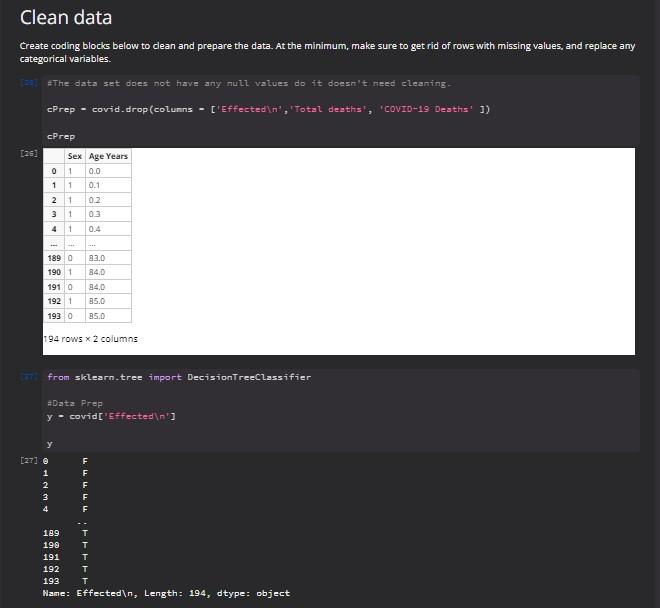 Clean data
Create coding blocks below to clean and prepare the data. At the minimum, make sure to get rid of rows with missing values, and replace any
categorical variables.
[26] #The data set does not have any null values do it doesn't need cleaning.
cPrep = covid.drop(columns = ['Effected\n','Total deaths', 'COVID-19 Deaths' ])
cPrep
[26] Sex Age Years
0 1 0.0
1 1 0.1
2 1 0.2
3 1 0.3
4 1 0.4
... ... ...
189 0 83.0
190 1 84.0
191 0 84.0
192 1 85.0
193 0 85.0
194 rows × 2 columns
[27] from sklearn.tree import DecisionTreeClassifier
#Data Prep
y = covid['Effected\n']
y
[27] 0 F
1 F
2 F
3 F
4 F
..
189 T
190 T
191 T
192 T
193 T
Name: Effected\n, Length: 194, dtype: object